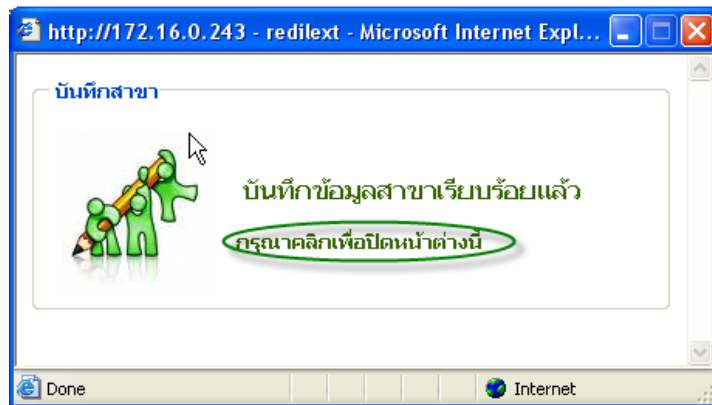 http://172.16.0.243 - redilext - Microsoft Internet Expl...
บันทึกสาขา
บันทึกข้อมูลสาขาเรียบร้อยแล้ว
กรุณาคลิกเพื่อปิดหน้าต่างนี้
Done
Internet